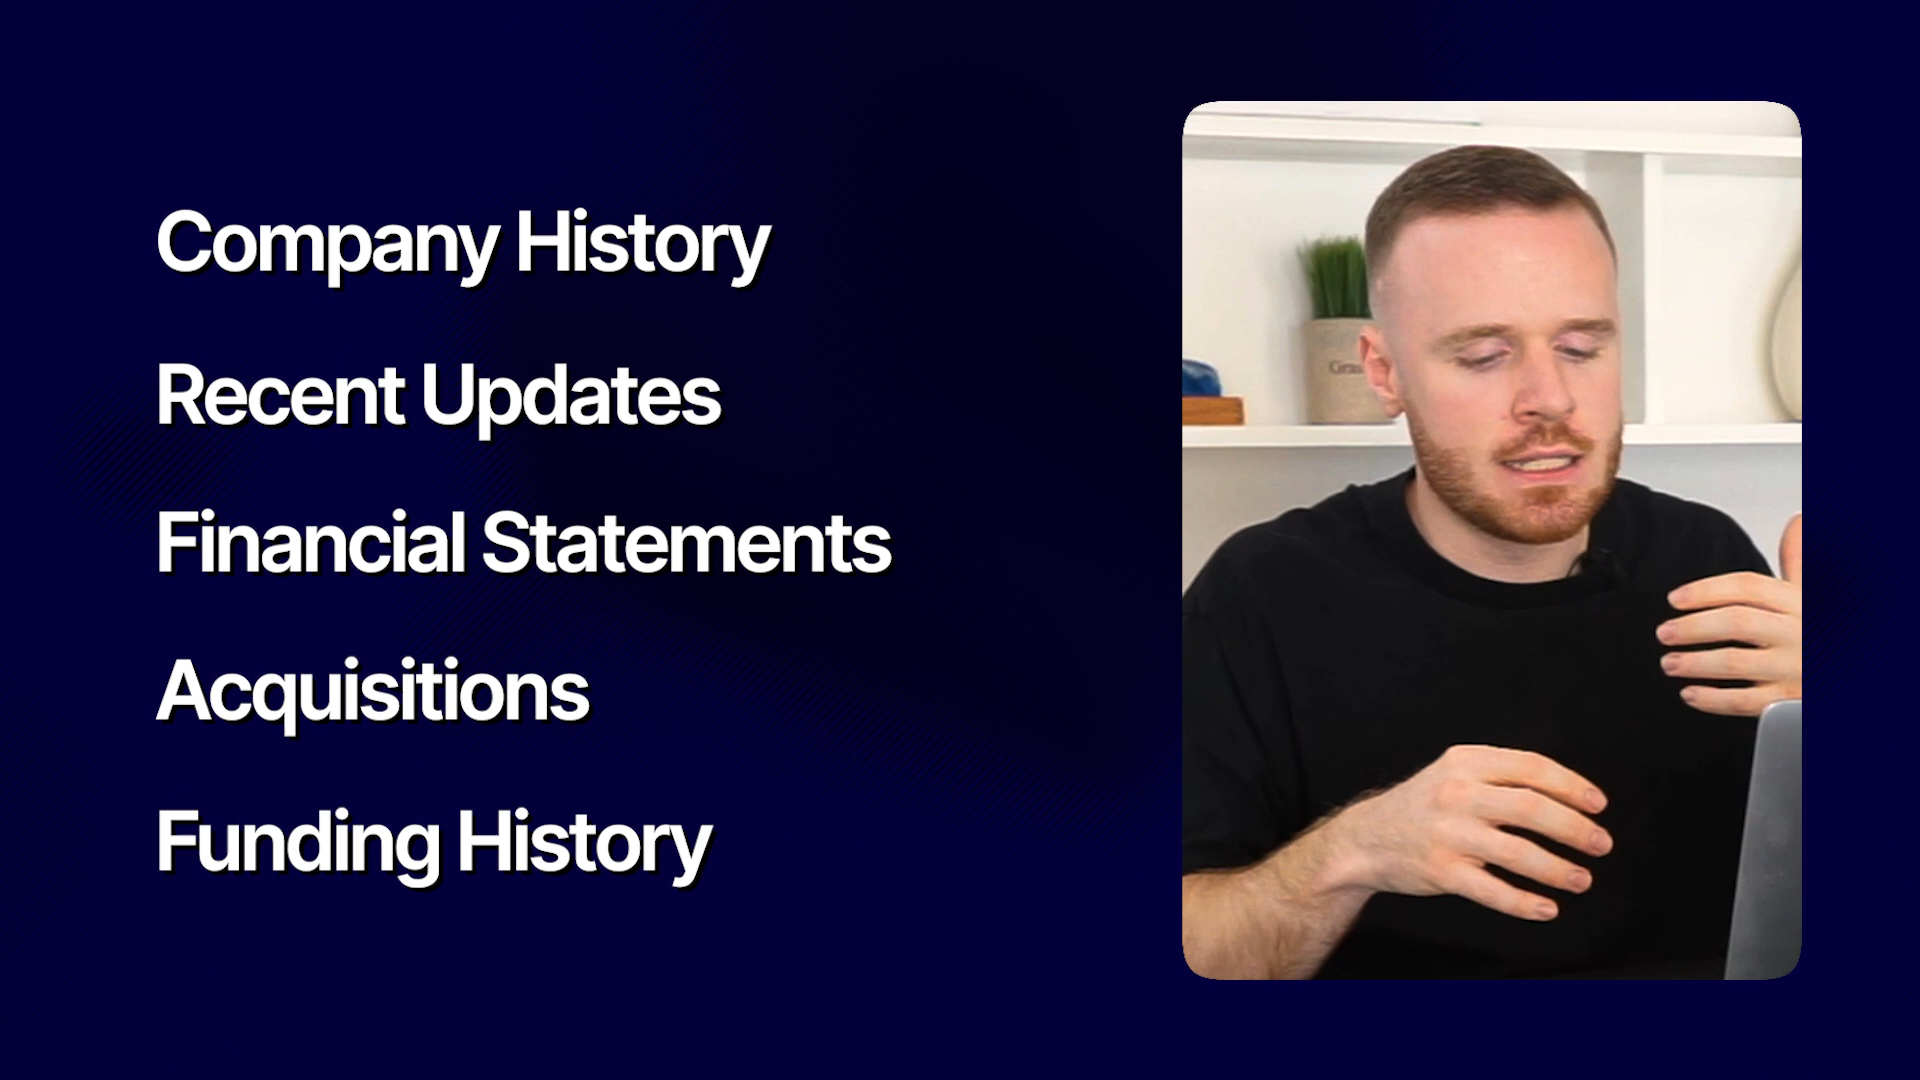 Company History
Recent Updates
Financial Statements
Acquisitions
Funding History